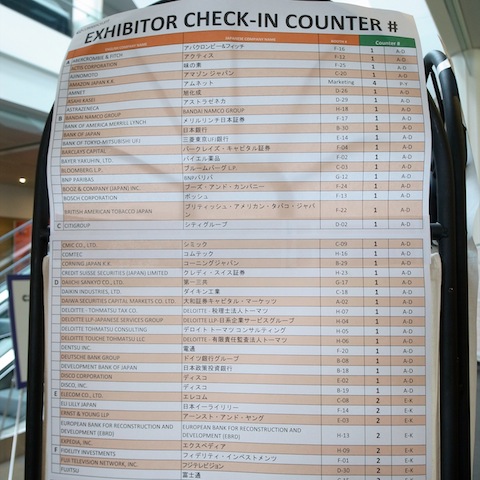 EXHIBITOR CHECK-IN COUNTER #
ENGLISH COMPANY NAME JAPANESE COMPANY NAME BOOTH # Counter #
A ABERCROMBIE & FITCH アバクロンビー&フィッチ F-16 1 A-D
ACTIS CORPORATION アクティス F-12 1 A-D
AJINOMOTO 味の素 F-25 1 A-D
AMAZON JAPAN K.K. アマゾン ジャパン C-20 1 A-D
AMNET アムネット Marketing 4 P-X
ASAHI KASEI 旭化成 D-26 1 A-D
ASTRAZENECA アストラゼネカ D-29 1 A-D
B BANDAI NAMCO GROUP BANDAI NAMCO GROUP H-18 1 A-D
BANK OF AMERICA MERRILL LYNCH メリルリンチ日本証券 F-17 1 A-D
BANK OF JAPAN 日本銀行 B-30 1 A-D
BANK OF TOKYO-MITSUBISHI UFJ 三菱東京UFJ銀行 E-13 1 A-D
BARCLAYS CAPITAL バークレイズ・キャピタル証券 F-04 1 A-D
BAYER YAKUHIN, LTD. バイエル薬品 F-02 1 A-D
BLOOMBERG L.P. ブルームバーグ L.P. C-03 1 A-D
BNP PARIBAS BNPパリバ G-12 1 A-D
BOOZ & COMPANY (JAPAN) INC. ブーズ・アンド・カンパニー F-24 1 A-D
BOSCH CORPORATION ボッシュ F-13 1 A-D
BRITISH AMERICAN TOBACCO JAPAN ブリティッシュ・アメリカン・タバコ・ジャパン F-22 1 A-D
C CITIGROUP シティグループ D-02 1 A-D
EMIC CO., LTD. シミック C-09 1 A-D
COMTEC コムテック H-16 1 A-D
CORNING JAPAN K.K コーニングジャパン B-29 1 A-D
CREDIT SUISSE SECURITIES (JAPAN) LIMITED クレディ・スイス証券 H-23 1 A-D
D DAIICHI SANKYO CO., LTD. 第一三共 G-17 1 A-D
DAIKIN INDUSTRIES, LTD. ダイキン工業 C-18 1 A-D
DAIWA SECURITIES CAPITAL MARKETS CO. LTD. 大和証券キャピタル・マーケッツ A-02 1 A-D
DELOITTE - TOHMATSU TAX CO. DELOITTE・税理士法人トーマツ H-07 1 A-D
DELOITTE LLP-JAPANESE SERVICES GROUP DELOITTE LLP-日系企業サービスグループ H-04 1 A-D
DELOITTE TOHMATSU CONSULTING デロイト トーマツ コンサルティング H-05 1 A-D
DELOITTE TOUCHE TOHMATSU LLC DELOITTE・有限責任監査法人トーマツ H-06 1 A-D
DENTSU INC. 電通 F-20 1 A-D
DEUTSCHE BANK GROUP ドイツ銀行グループ B-08 1 A-D
DEVELOPMENT BANK OF JAPAN 日本政策投資銀行 B-18 1 A-D
DISCO CORPORATION ディスコ E-02 1 A-D
DISCO, INC. ディスコ B-19 1 A-D
E ELECOM CO., LTD エレコム C-08 2 E-K
ELI LILLY JAPAN 日本イーライリリー F-14 2 E-K
ERNST & YOUNG LLP アーンスト・アンド・ヤング E-03 2 E-K
EUROPEAN BANK FOR RECONSTRUCTION AND DEVELOPMENT (EBRD) EUROPEAN BANK FOR RECONSTRUCTION AND DEVELOPMENT (EBRD) H-13 2 E-K
EXPEDIA, INC. エクスペディア H-09 2 E-K
F FIDELITY INVESTMENTS フィデリティ・インベストメンツ F-02 2 E-K
FUJI TELEVISION NETWORK, INC. フジテレビジョン D-30 2 E-K
FUJITSU 富士通 2 E-K